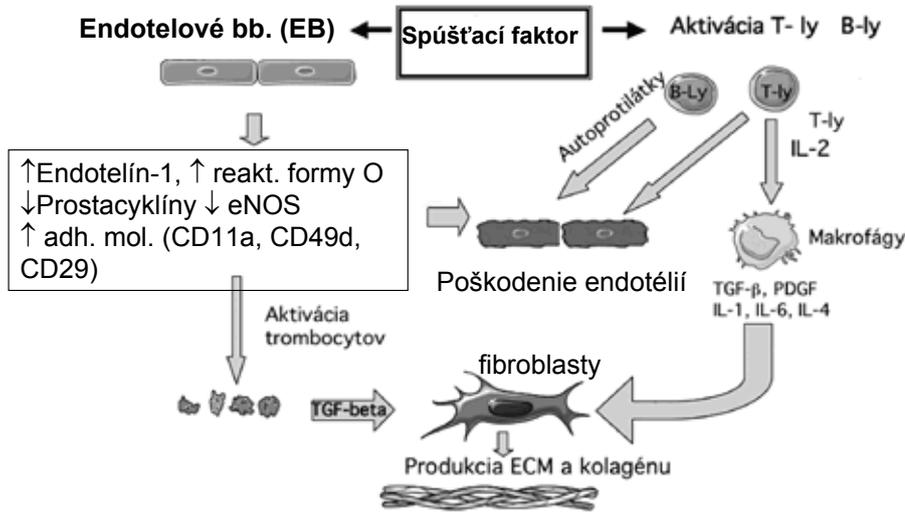 Endotelové bb. (EB)
Spúšťací faktor
Aktivácia T- ly B-ly
B-Ly
T-ly
Autoprotilátky
T-ly
IL-2
↑Endotelín-1, ↑ reakt. formy O
↓Prostacyklíny ↓ eNOS
↑ adh. mol. (CD11a, CD49d,
CD29)
Makrofágy
Poškodenie endotélií
TGF-β, PDGF
IL-1, IL-6, IL-4
Aktivácia
trombocytov
fibroblasty
TGF-beta
Produkcia ECM a kolagénu